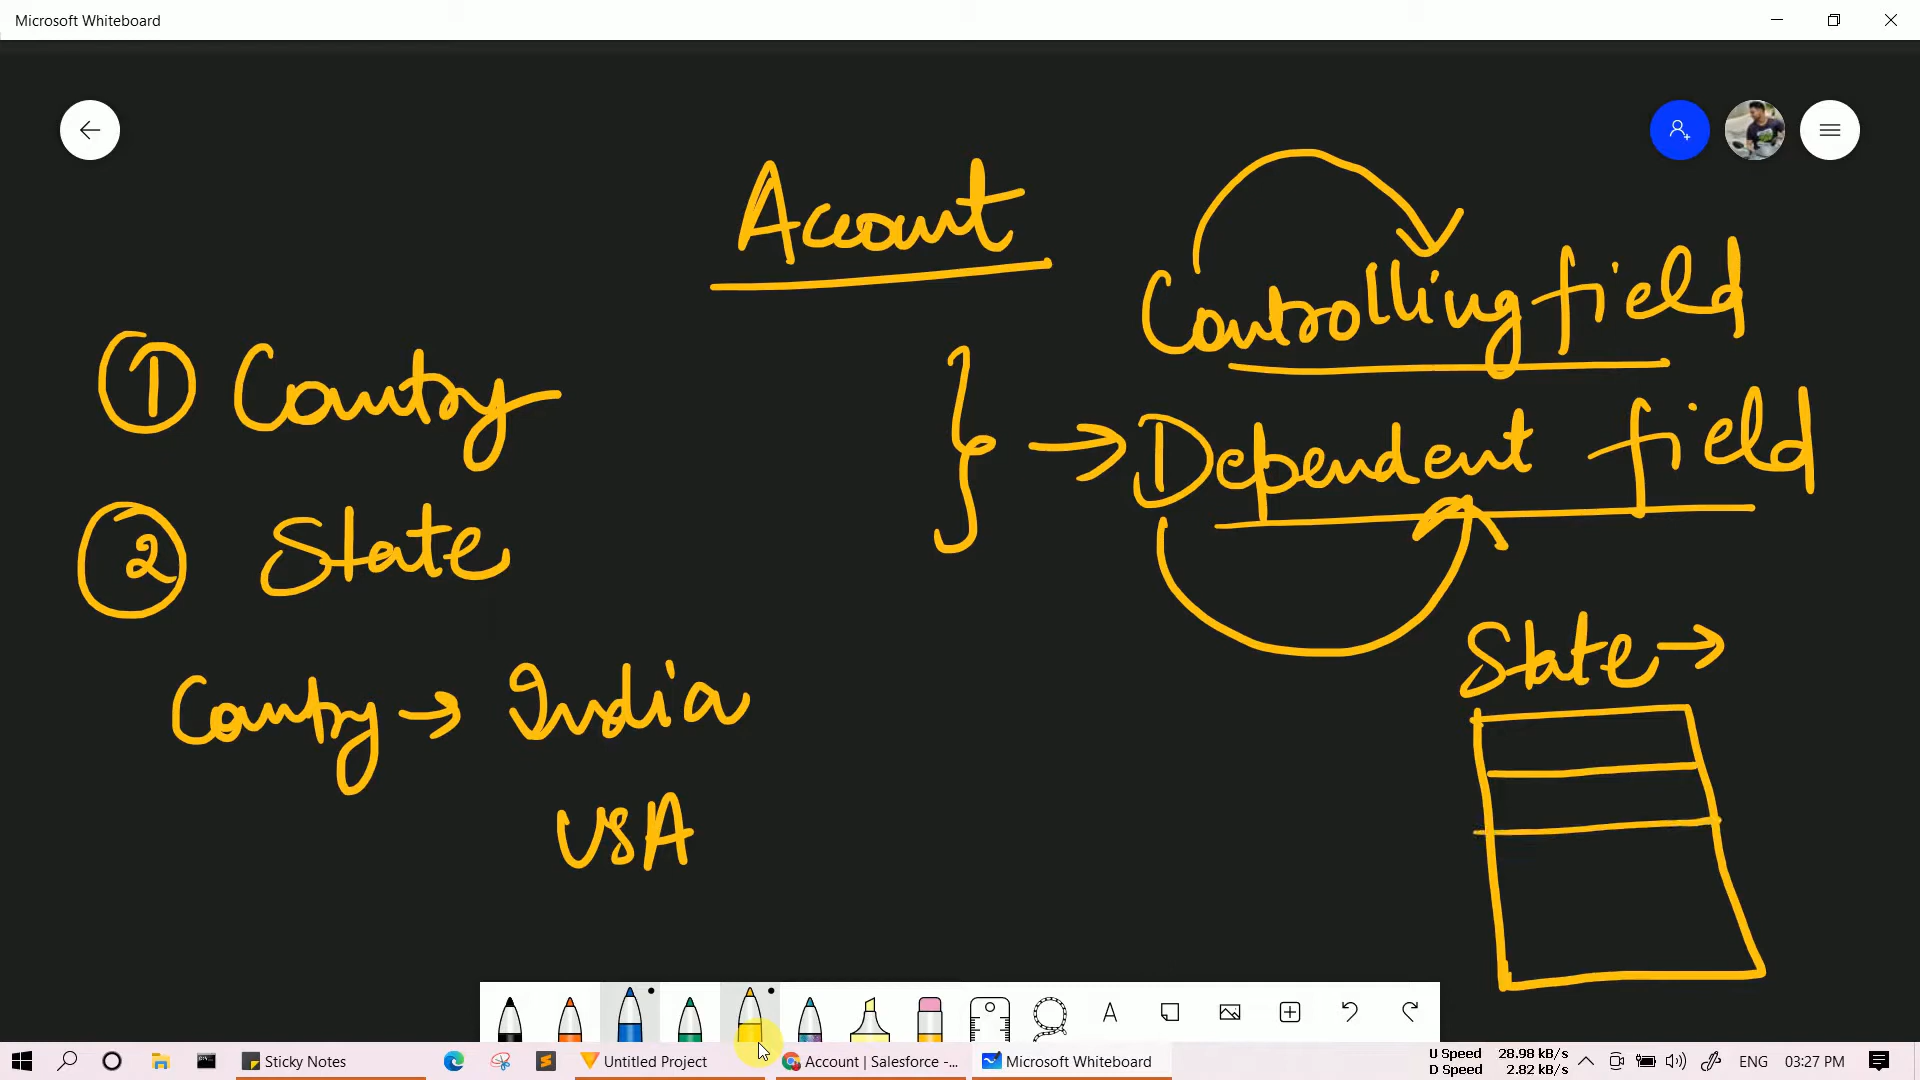 Microsoft Whiteboard
Account
Controlling field
① Country
Dependent field
② State
State →
Country → India
USA
A
Sticky Notes
Untitled Project
Account | Salesforce -...
Microsoft Whiteboard
U Speed 28.98 kB/s
D Speed 2.82 kB/s
ENG
03:27 PM